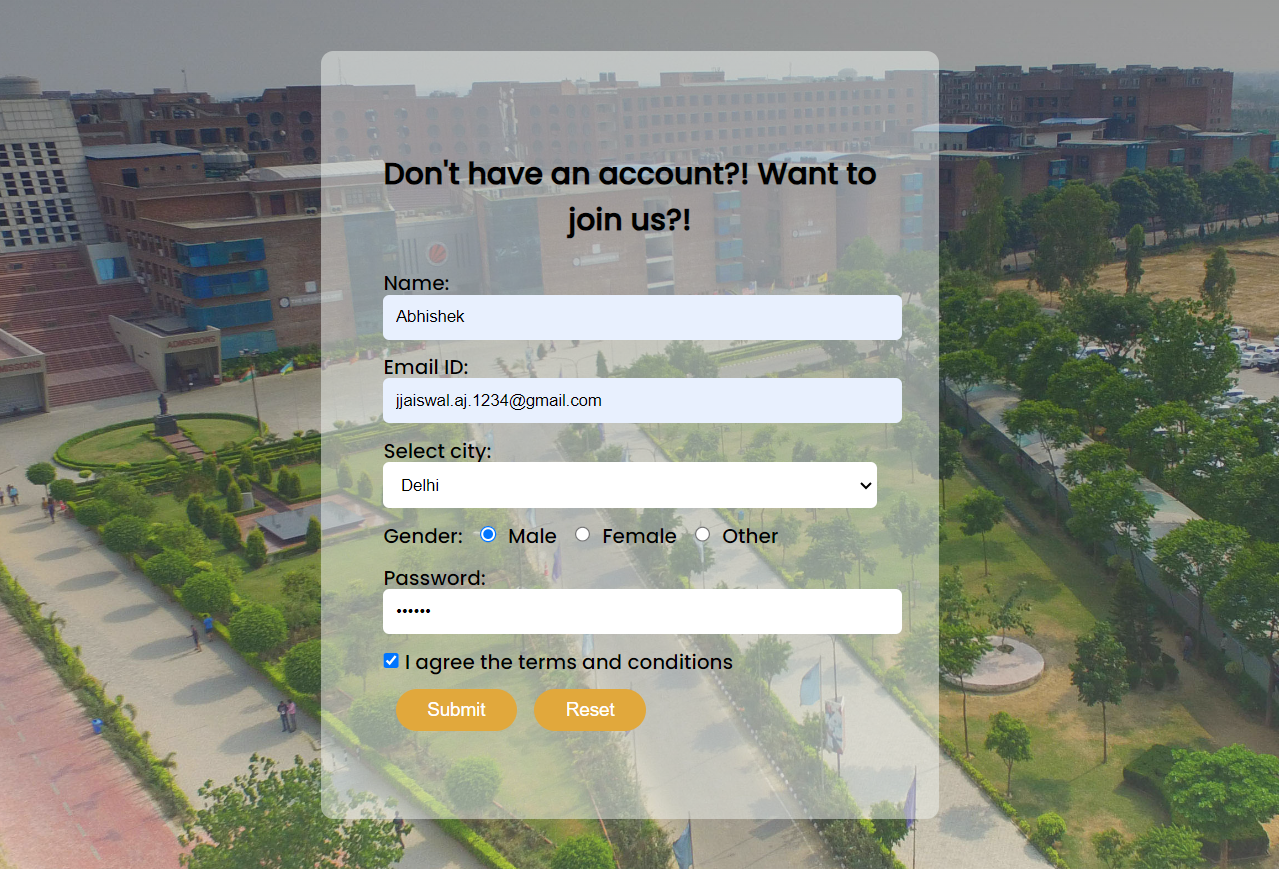 Don't have an account?! Want to
join us?!
Name:
Abhishek
Email ID:
jjaiswal.aj.1234@gmail.com
Select city:
Delhi
Gender: Male Female Other
Password:
••••••
I agree the terms and conditions
Submit Reset
ADMISSIONS